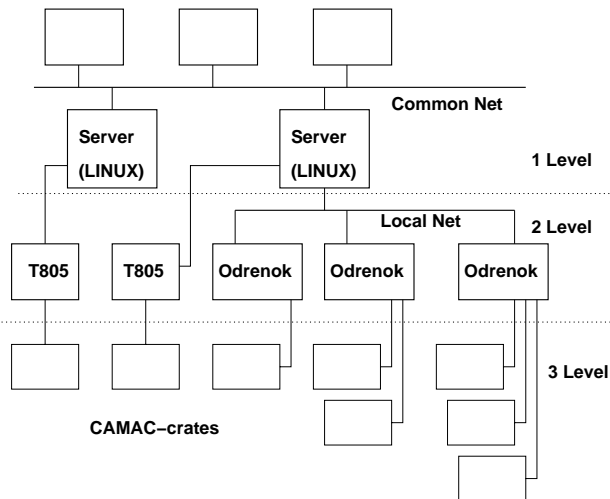 Common Net
Server
(LINUX)
Server
(LINUX)
1 Level
Local Net
2 Level
T805
T805
Odrenok
Odrenok
Odrenok
3 Level
CAMAC−crates